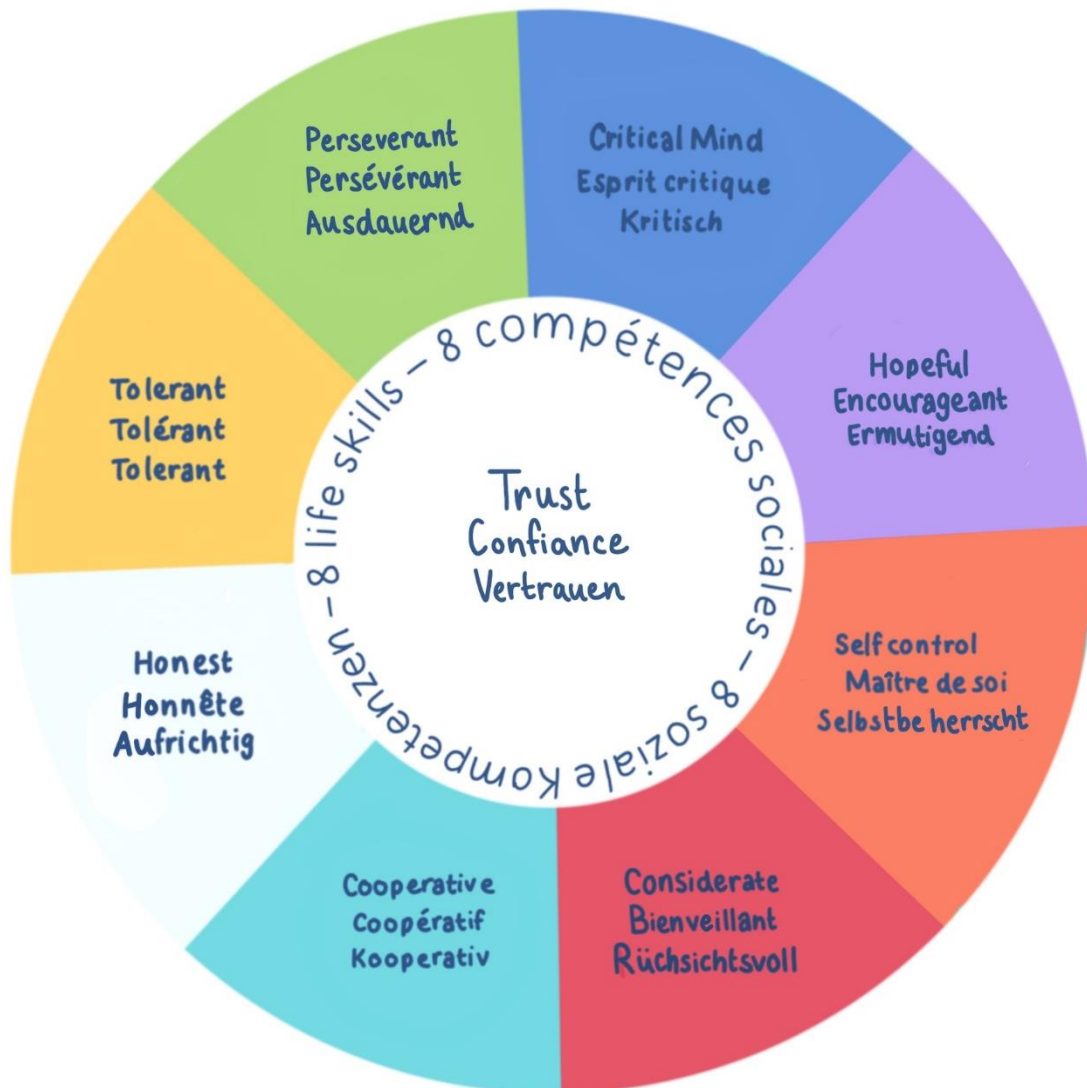 Perseverant
Persévérant
Ausdauernd
Critical Mind
Esprit critique
Kritisch
Hopeful
Encourageant
Ermutigend
Self control
Maître de soi
Selbstbeherrscht
Considerate
Bienveillant
Rüchsichtsvoll
Cooperative
Coopératif
Kooperativ
Honest
Honnête
Aufrichtig
Tolerant
Tolérant
Tolerant
8 life skills – 8 compétences sociales – 8 soziale Kompetenzen –
Trust
Confiance
Vertrauen